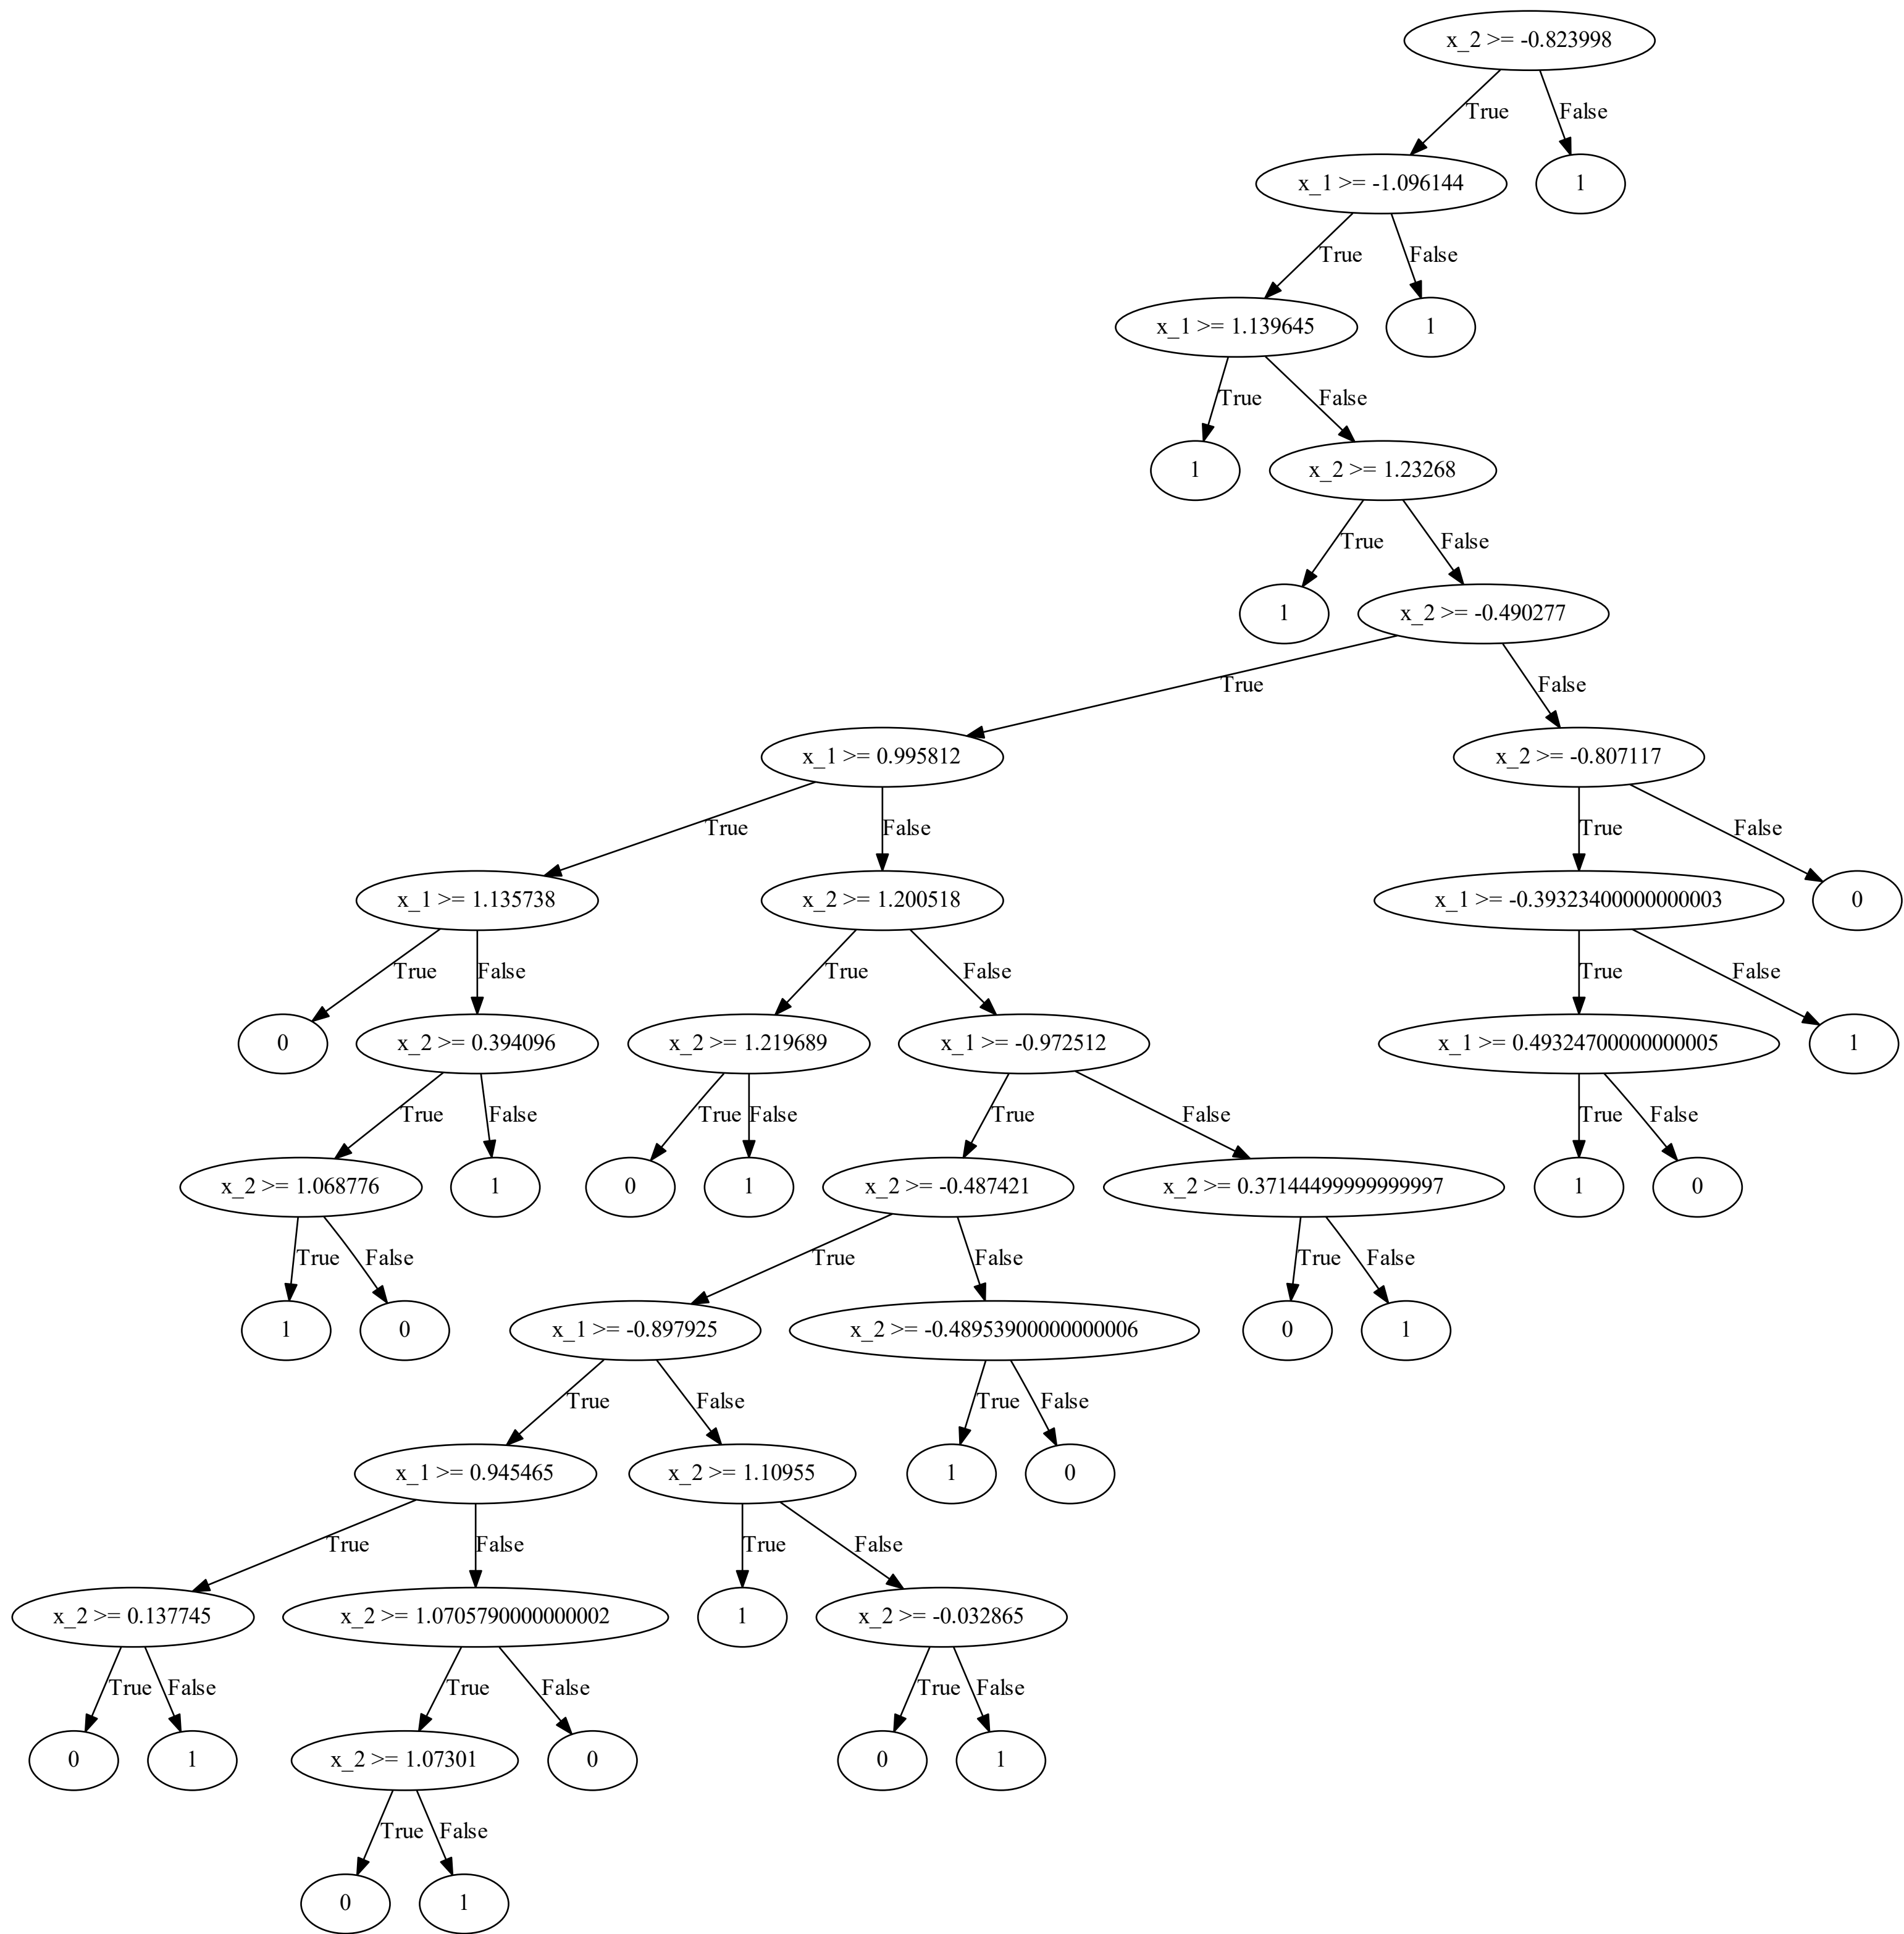 x_2 >= -0.823998
True False
x_1 >= -1.096144 1
True False
x_1 >= 1.139645 1
True False
1 x_2 >= 1.23268
True False
1 x_2 >= -0.490277
True False
x_1 >= 0.995812 x_2 >= -0.807117
True False True False
x_1 >= 1.135738 x_2 >= 1.200518 x_1 >= -0.39323400000000003 0
True False True False True False
0 x_2 >= 0.394096 x_2 >= 1.219689 x_1 >= -0.972512 x_1 >= 0.49324700000000005 1
True False True False True False True False
x_2 >= 1.068776 1 0 1 x_2 >= -0.487421 x_2 >= 0.37144499999999997 1 0
True False True False True False
1 0 x_1 >= -0.897925 x_2 >= -0.48953900000000006 0 1
True False True False
x_1 >= 0.945465 x_2 >= 1.10955 1 0
True False True False
x_2 >= 0.137745 x_2 >= 1.0705790000000002 1 x_2 >= -0.032865
True False True False True False
0 1 x_2 >= 1.07301 0 0 1
True False
0 1